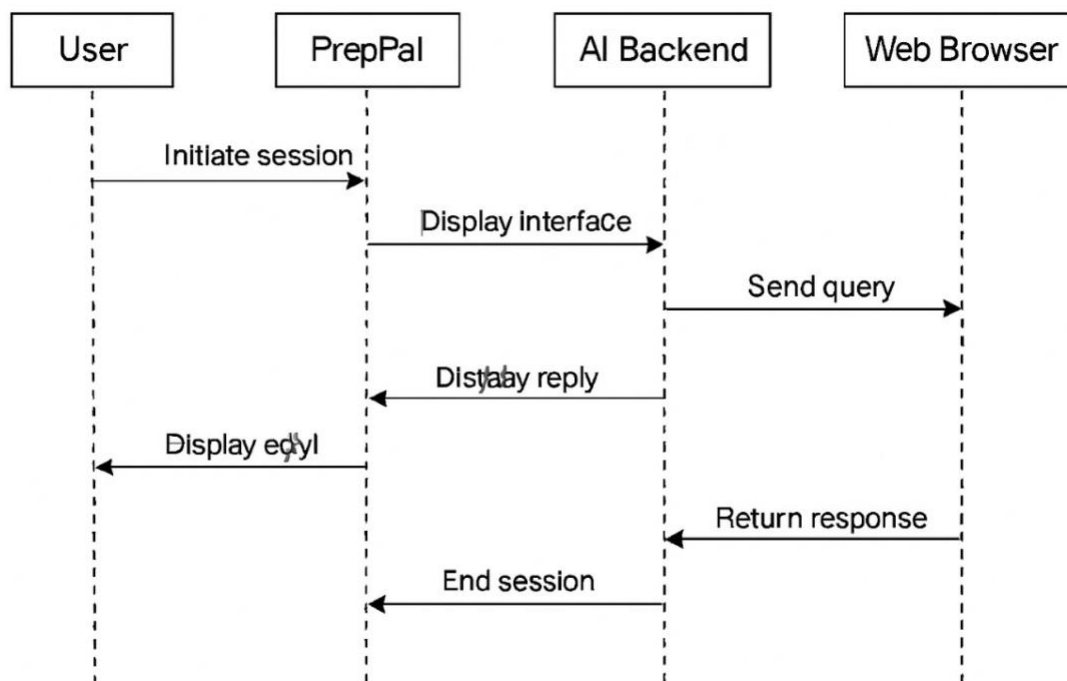 User
PrepPal
AI Backend
Web Browser
Initiate session
Display interface
Send query
reply
Display
Return response
End session